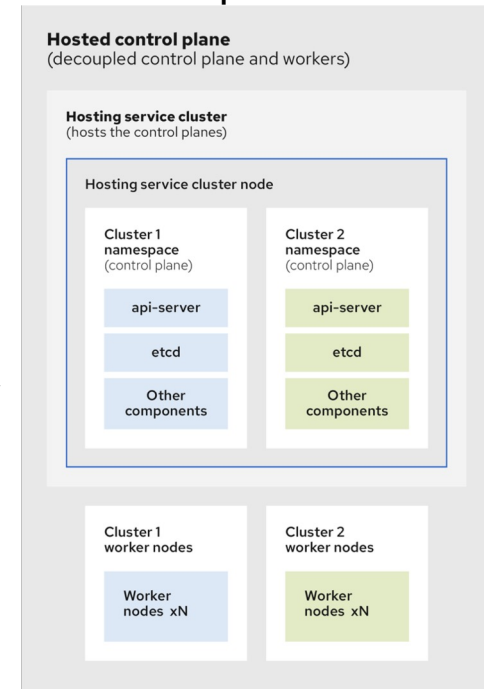 Hosted control plane
(decoupled control plane and workers)
Hosting service cluster
(hosts the control planes)
Hosting service cluster node
Cluster 1
namespace
(control plane)
api-server
etcd
Other
components
Cluster 2
namespace
(control plane)
api-server
etcd
Other
components
Cluster 1
worker nodes
Worker
nodes xN
Cluster 2
worker nodes
Worker
nodes xN